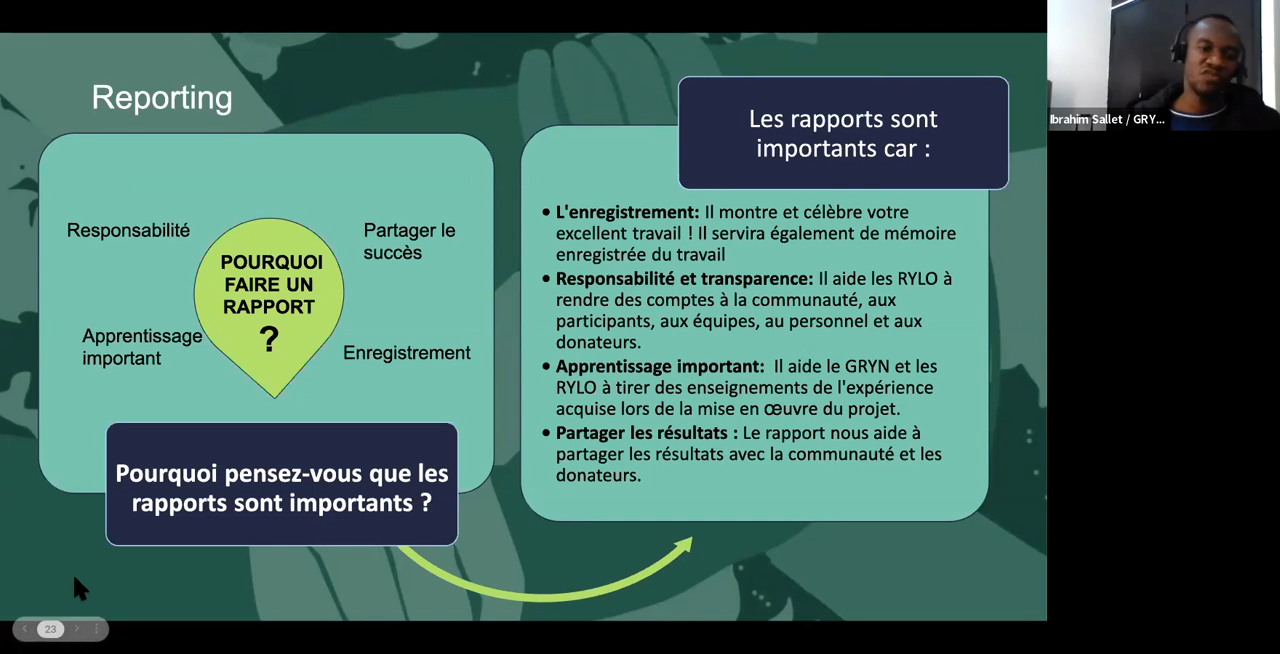 Reporting
Responsabilité
Partager le
succès
POURQUOI
FAIRE UN
RAPPORT
?
Apprentissage
important
Enregistrement
Pourquoi pensez-vous que les
rapports sont importants ?
Les rapports sont
importants car :
• L'enregistrement: Il montre et célèbre votre
excellent travail ! Il servira également de mémoire
enregistrée du travail
• Responsabilité et transparence: Il aide les RYLO à
rendre des comptes à la communauté, aux
participants, aux équipes, au personnel et aux
donateurs.
• Apprentissage important: Il aide le GRYN et les
RYLO à tirer des enseignements de l'expérience
acquise lors de la mise en œuvre du projet.
• Partager les résultats : Le rapport nous aide à
partager les résultats avec la communauté et les
donateurs.
Ibrahim Sallet / GRY...
23